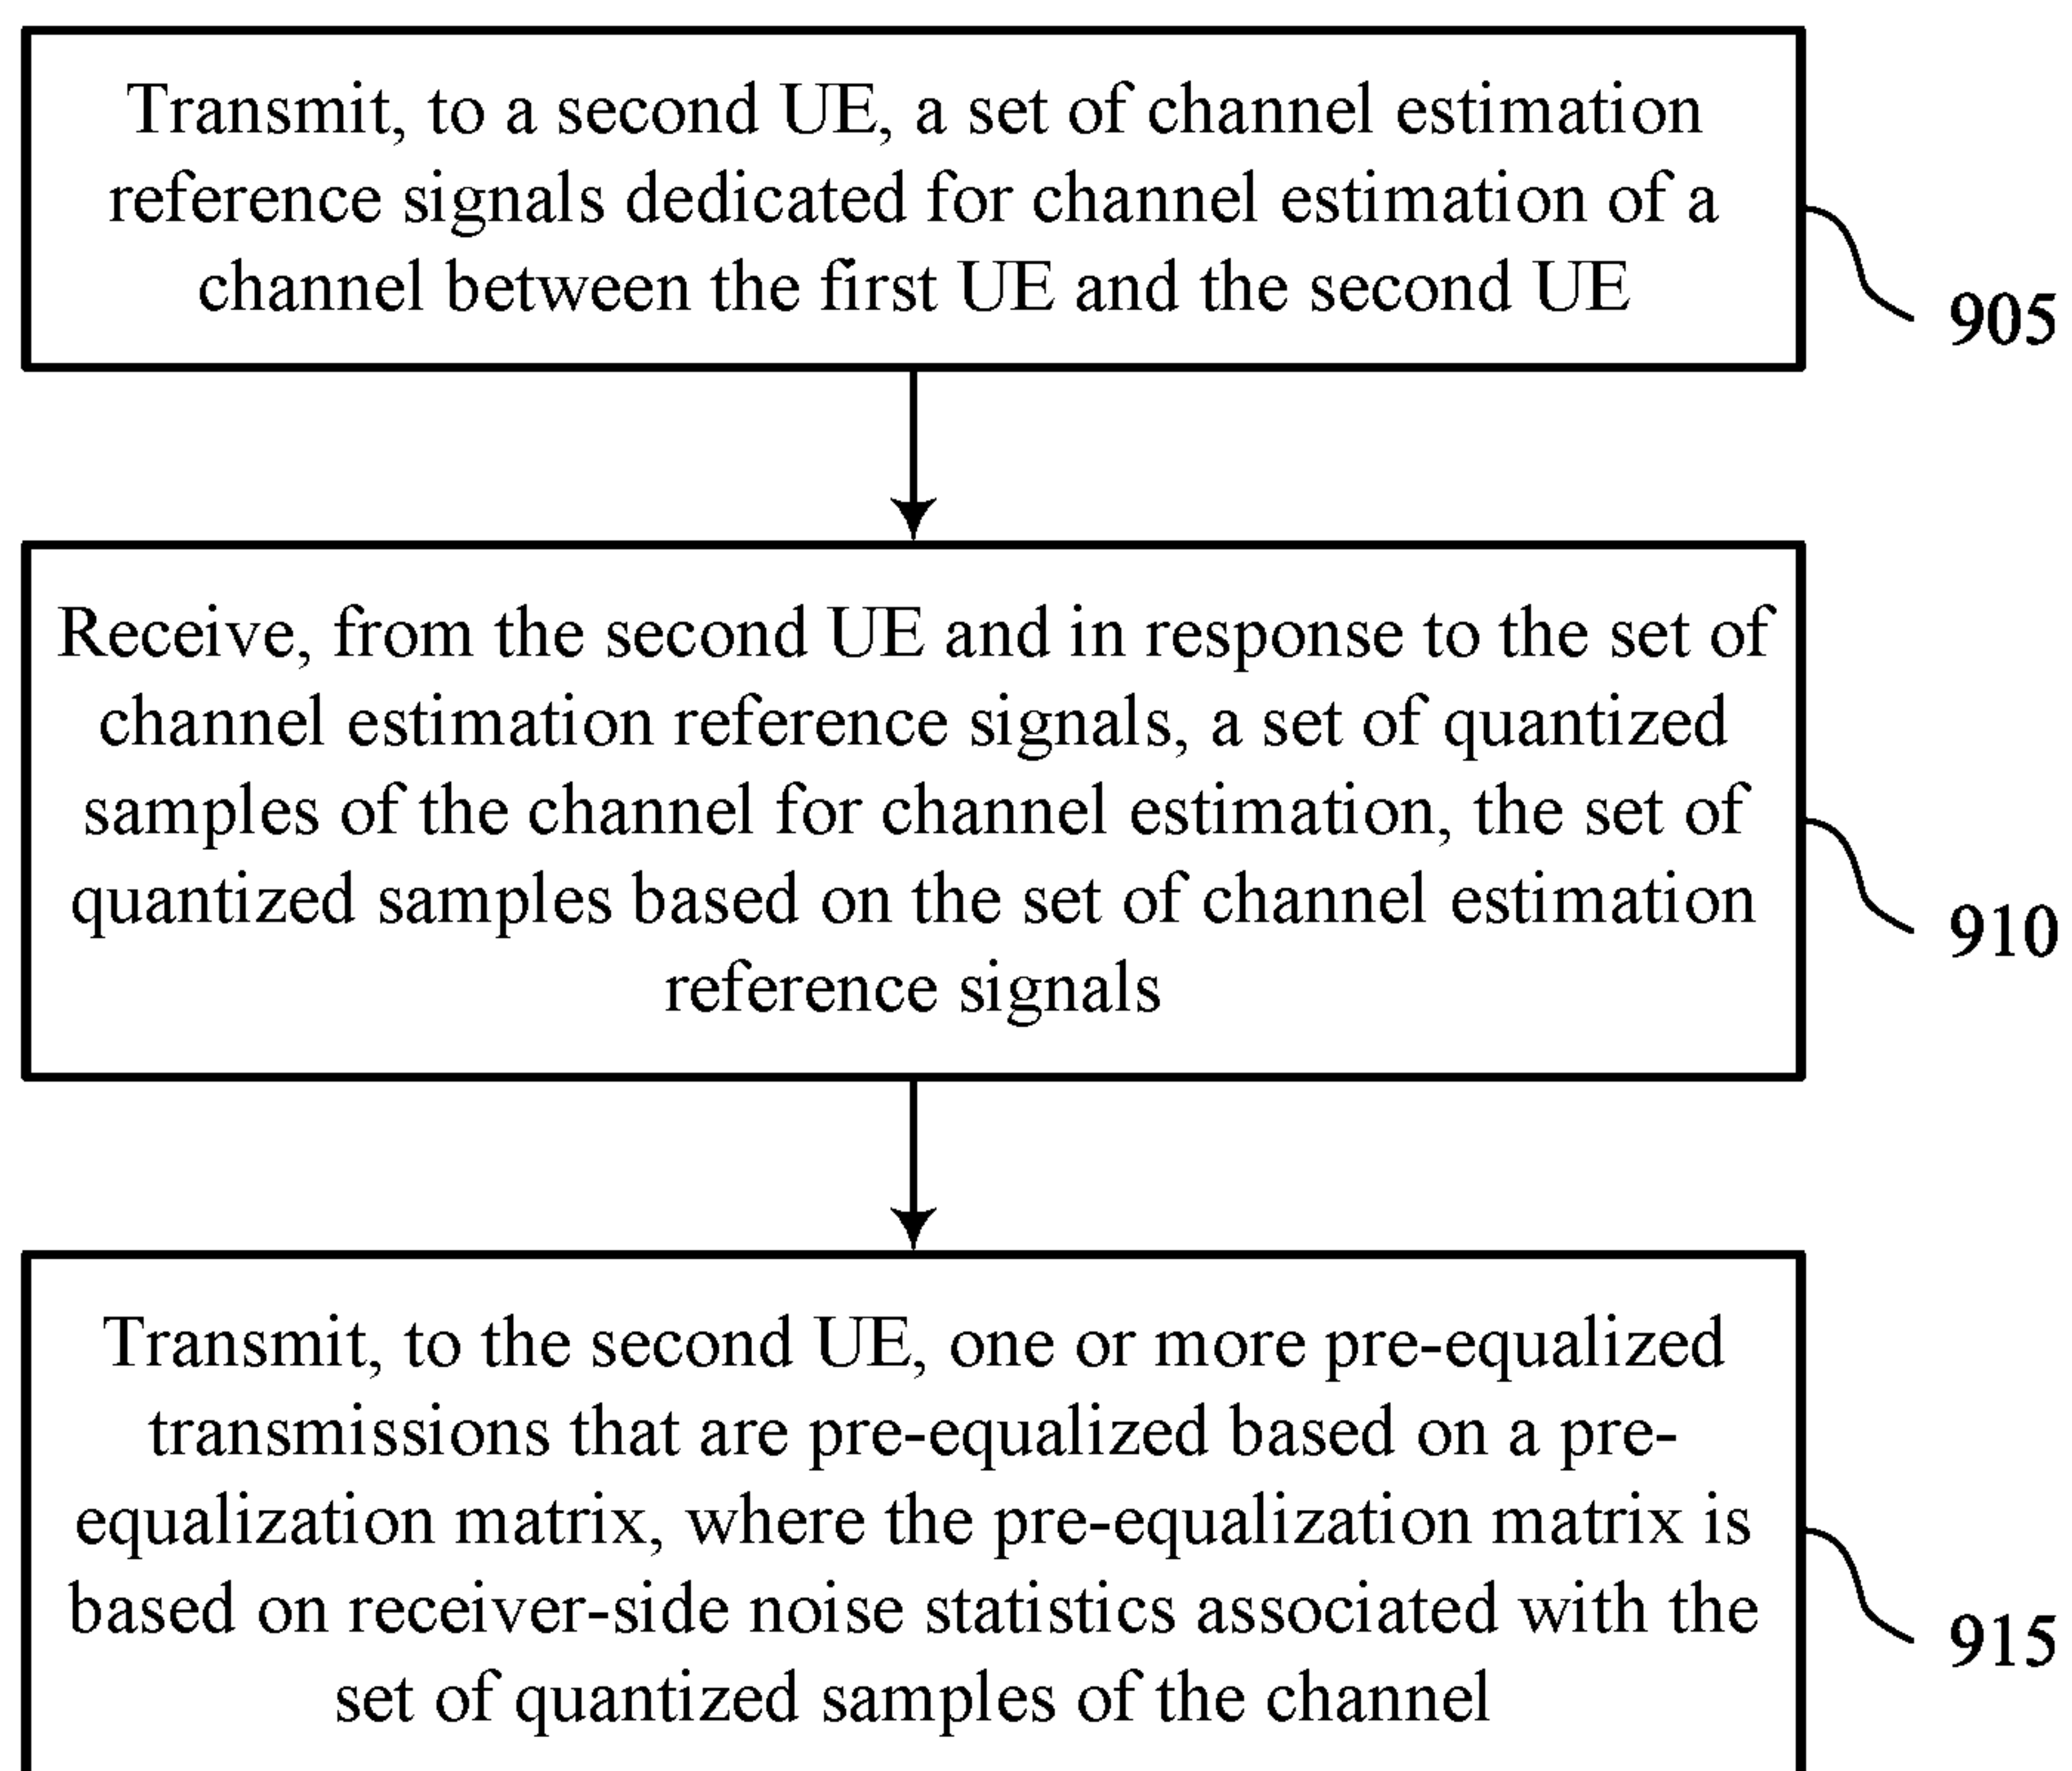 Transmit, to a second UE, a set of channel estimation
reference signals dedicated for channel estimation of a
channel between the first UE and the second UE
905
Receive, from the second UE and in response to the set of
channel estimation reference signals, a set of quantized
samples of the channel for channel estimation, the set of
quantized samples based on the set of channel estimation
reference signals
910
Transmit, to the second UE, one or more pre-equalized
transmissions that are pre-equalized based on a pre-
equalization matrix, where the pre-equalization matrix is
based on receiver-side noise statistics associated with the
set of quantized samples of the channel
915